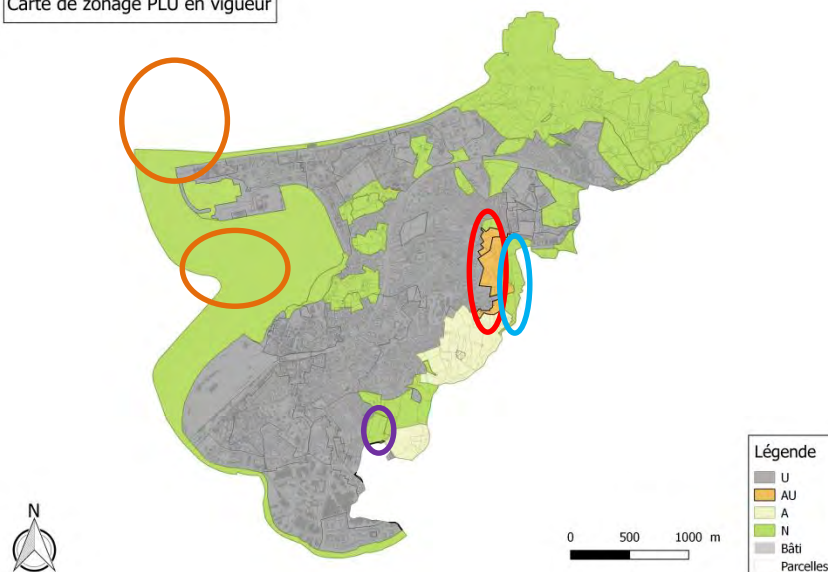 Carte de zonage PLU en vigueur
N
0 500 1000 m
Légende
U
AU
A
N
Bâti
Parcelles